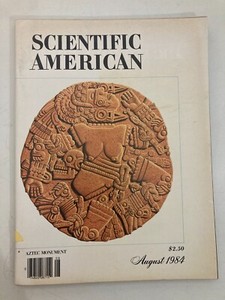 SCIENTIFIC
AMERICAN
AZTEC MONUMENT
$2.50
August 1984